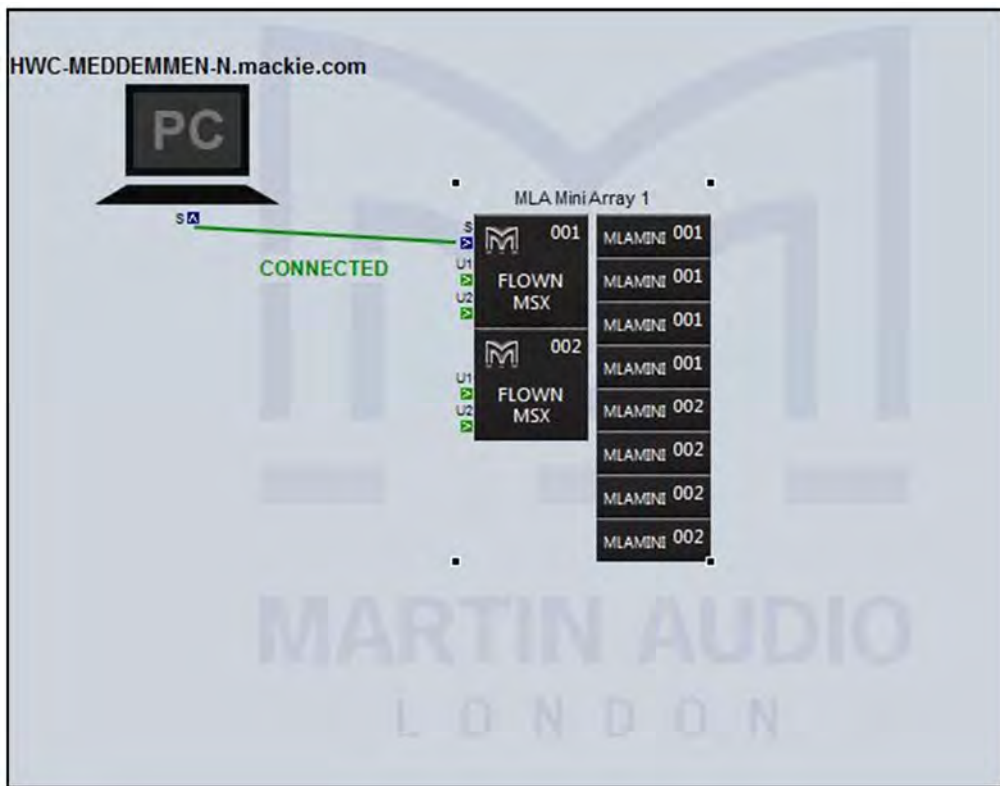 HWC-MEDDEMMEN-N.mackie.com
PC
S
CONNECTED
MLA Mini Array 1
S
001
U1
FLOWN
U2
MSX
002
U1
FLOWN
U2
MSX
MLAMINI 001
MLAMINI 001
MLAMINI 001
MLAMINI 001
MLAMINI 002
MLAMINI 002
MLAMINI 002
MLAMINI 002
MARTIN AUDIO
LONDON